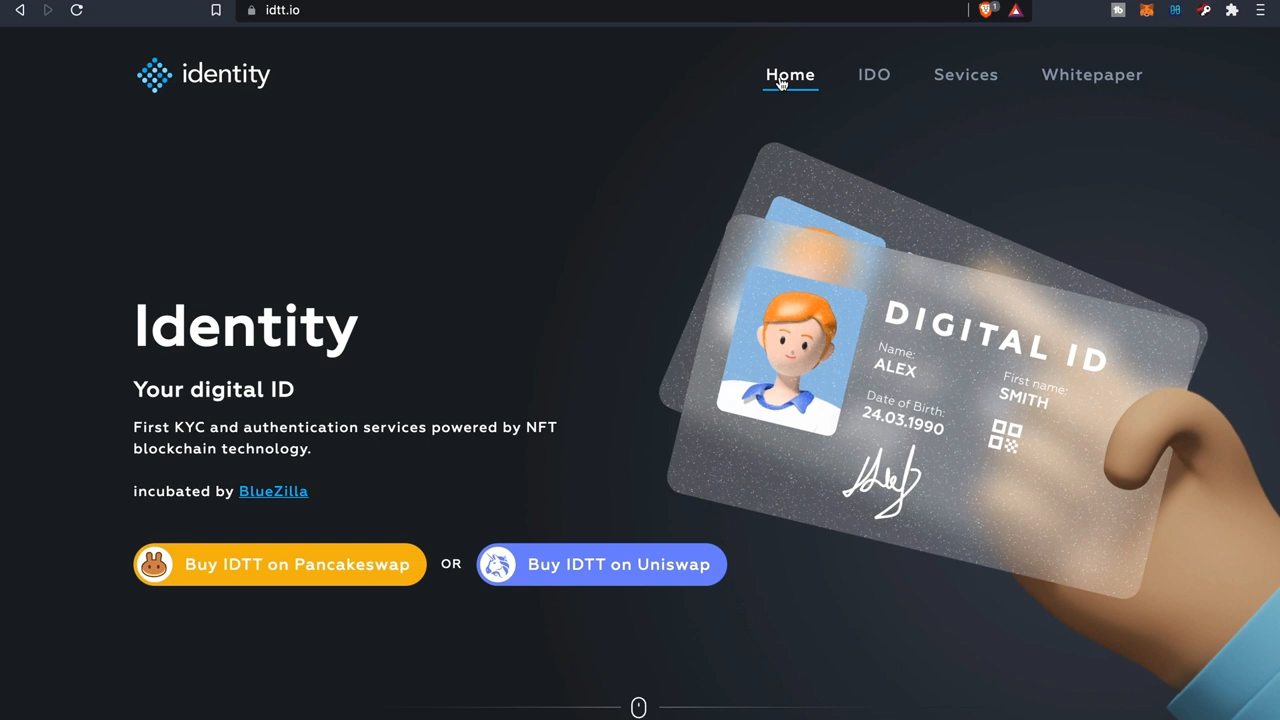 idtt.io
1
tb
identity
Home
IDO
Sevices
Whitepaper
DIGITAL ID
Name:
ALEX
First name:
SMITH
Date of Birth:
24.03.1990
Identity
Your digital ID
First KYC and authentication services powered by NFT
blockchain technology.
incubated by BlueZilla
Buy IDTT on Pancakeswap
OR
Buy IDTT on Uniswap